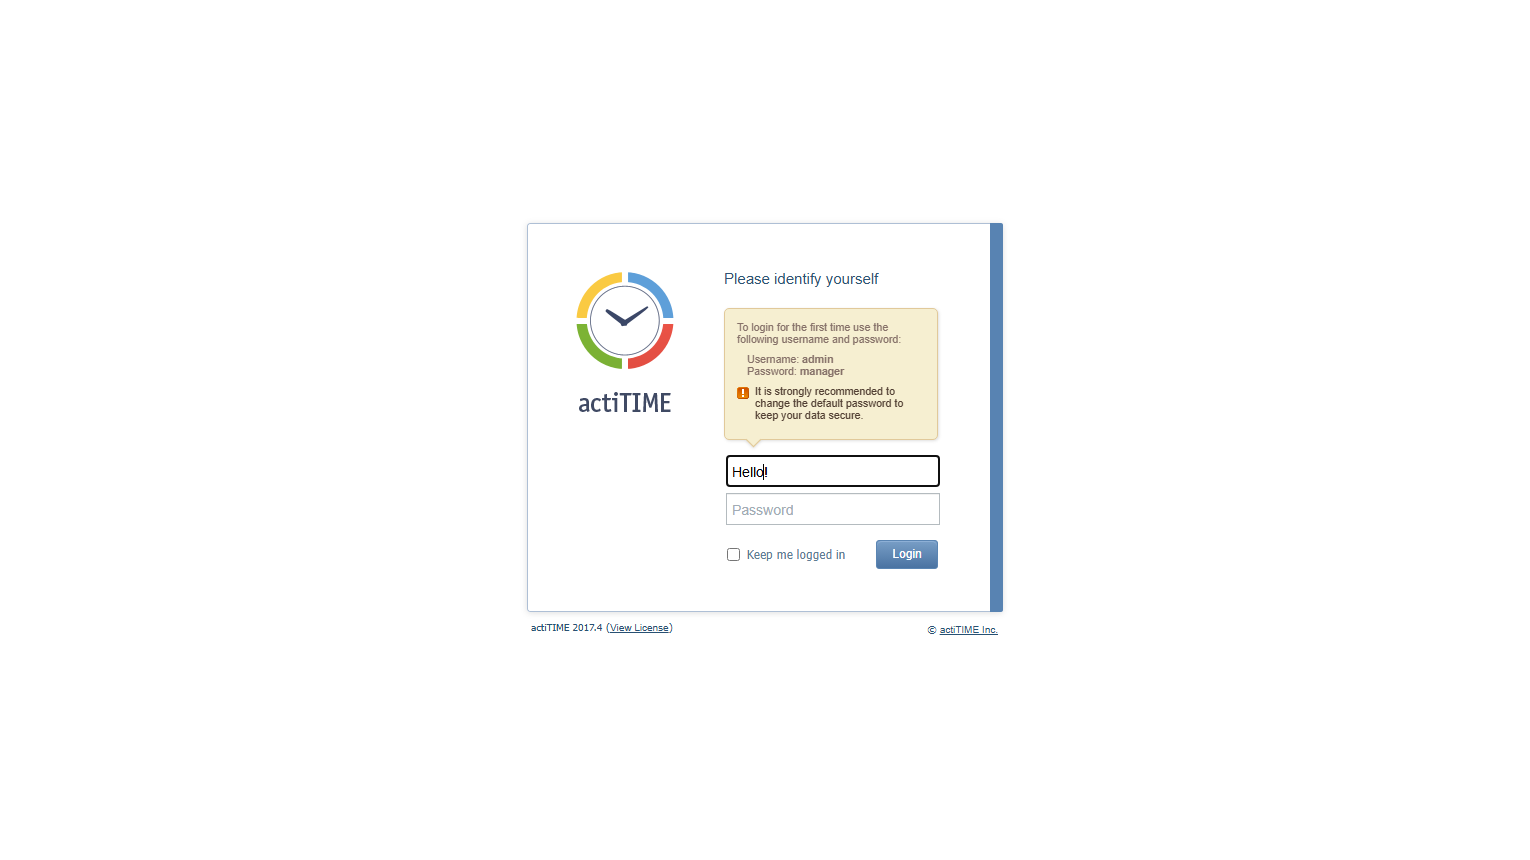 Please identify yourself
To login for the first time use the
following username and password:
Username: admin
Password: manager
It is strongly recommended to
change the default password to
keep your data secure.
actiTIME
Hello!
Password
Keep me logged in
Login
actiTIME 2017.4 (View License)
© actiTIME Inc.